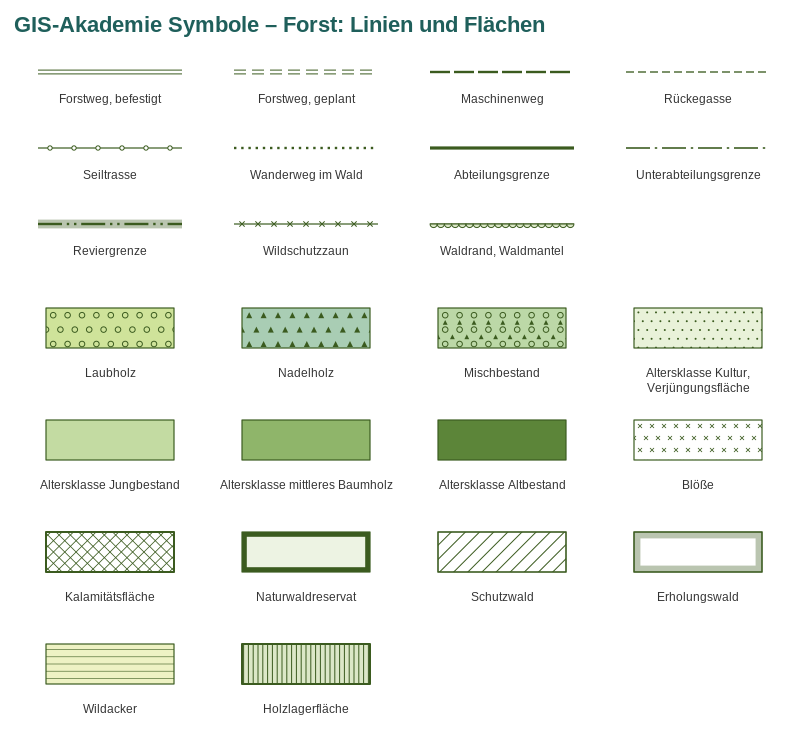 GIS-Akademie Symbole – Forst: Linien und Flächen
Forstweg, befestigt
Forstweg, geplant
Maschinenweg
Rückegasse
Seiltrasse
Wanderweg im Wald
Abteilungsgrenze
Unterabteilungsgrenze
Reviergrenze
Wildschutzzaun
Waldrand, Waldmantel
Laubholz
Nadelholz
Mischbestand
Altersklasse Kultur,
Verjüngungsfläche
Altersklasse Jungbestand
Altersklasse mittleres Baumholz
Altersklasse Altbestand
Blöße
Kalamitätsfläche
Naturwaldreservat
Schutzwald
Erholungswald
Wildacker
Holzlagerfläche